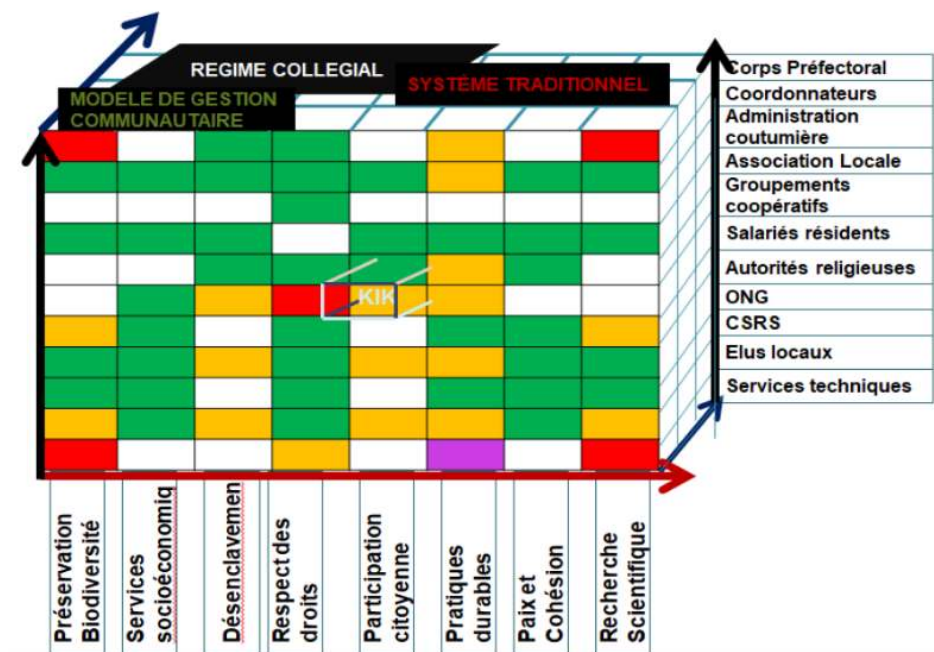 REGIME COLLEGIAL
SYSTÈME TRADITIONNEL
MODELE DE GESTION
COMMUNAUTAIRE
Corps Préfectoral
Coordonnateurs
Administration
coutumière
Association Locale
Groupements
coopératifs
Salariés résidents
Autorités religieuses
ONG
CSRS
Elus locaux
Services techniques
KIK
Préservation
Biodiversité
Services
socioéconomiq
Désenclavemen
Respect des
droits
Participation
citoyenne
Pratiques
durables
Paix et
Cohésion
Recherche
Scientifique